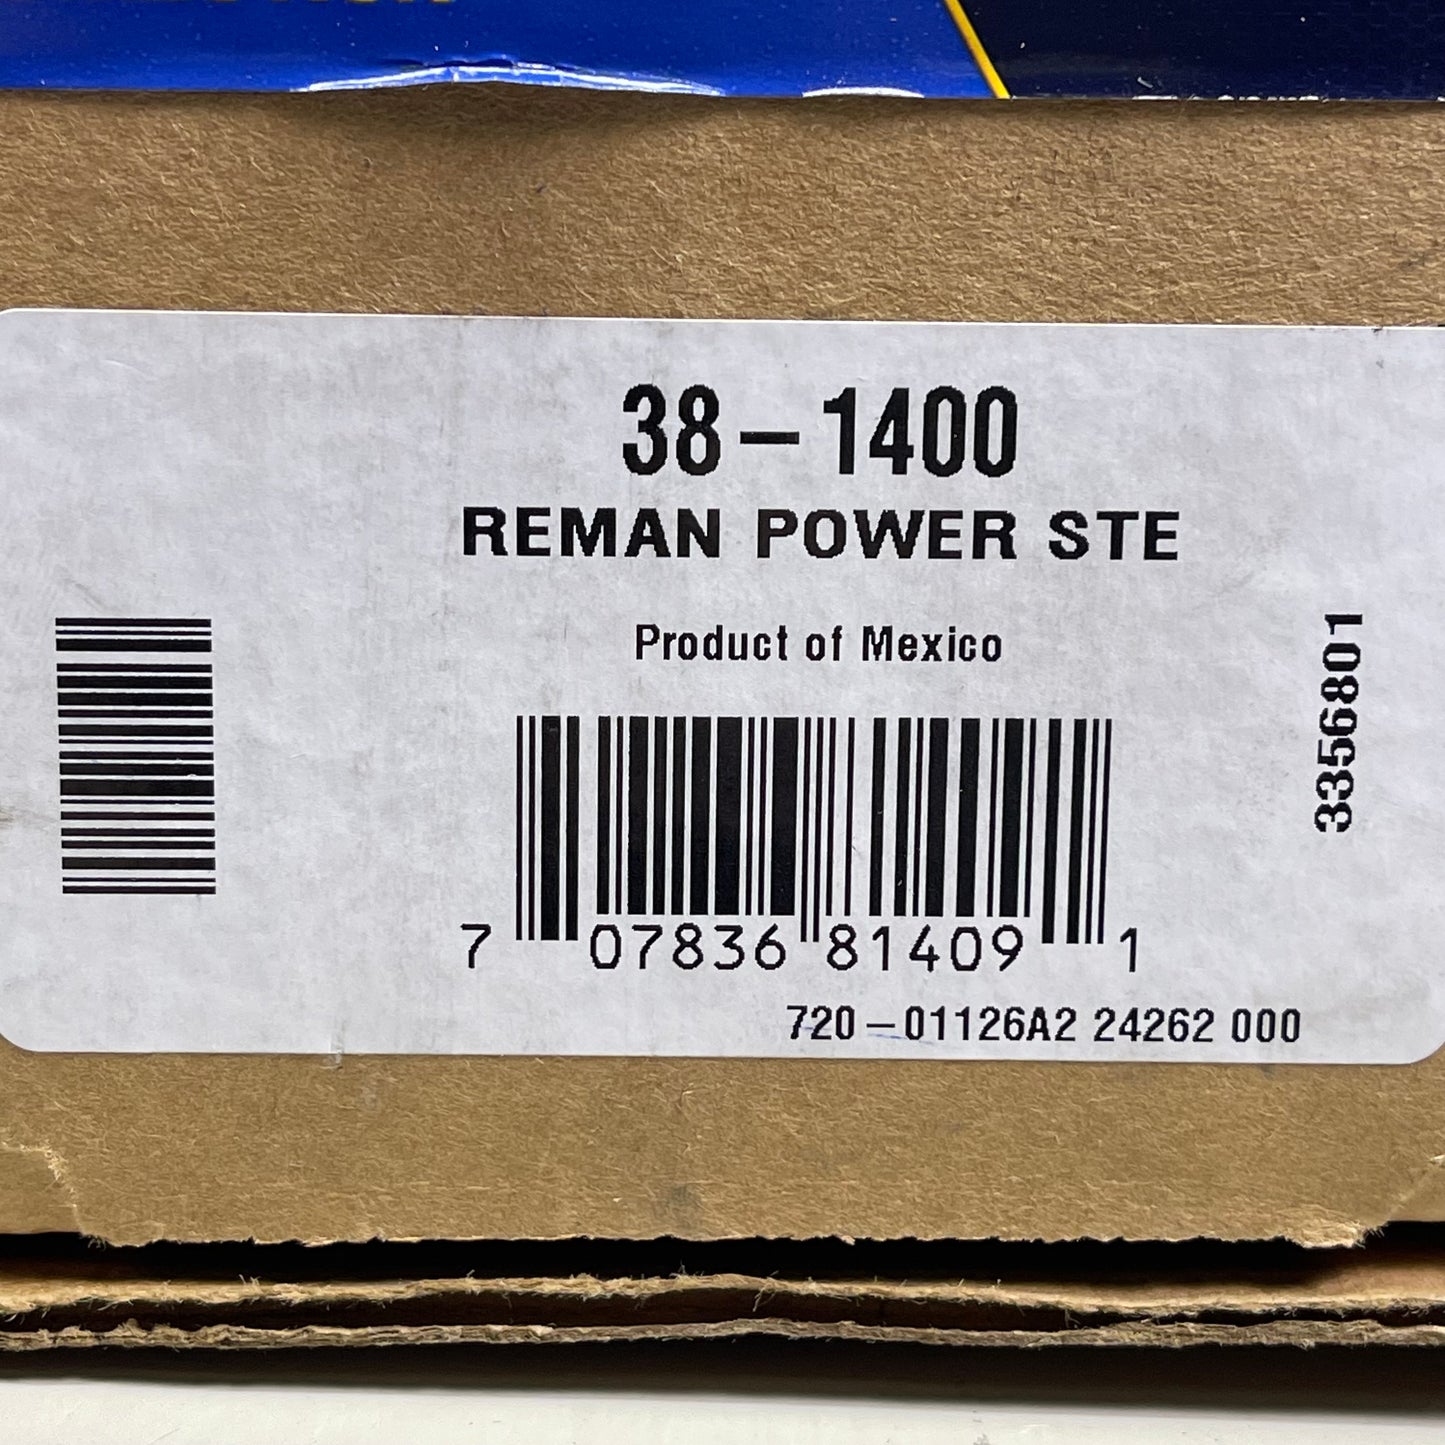 38-1400
REMAN POWER STE
Product of Mexico
3356801
7 07836 81409 1
720-01126A2 24262 000